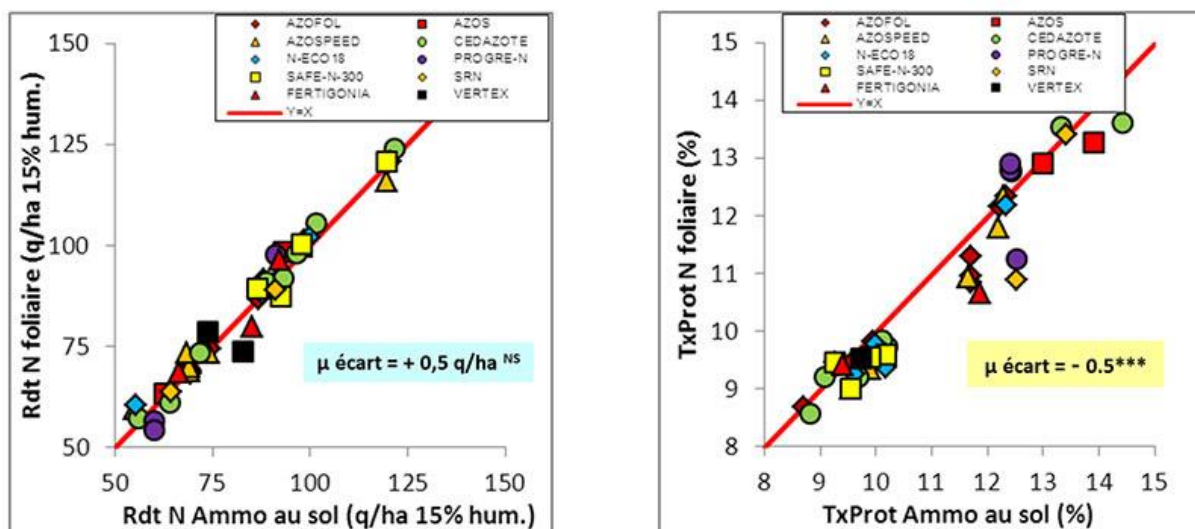 AZOFOL AZOS
AZOSPEED CEDAZOTE
N-ECO18 PROGRE-N
SAFE-N-300 SRN
FERTIGONIA VERTEX
Y=X
Rdt N foliaire (q/ha 15% hum.)
150
125
100
75
50
µ écart = + 0,5 q/ha NS
50 75 100 125 150
Rdt N Ammo au sol (q/ha 15% hum.)
AZOFOL AZOS
AZOSPEED CEDAZOTE
N-ECO18 PROGRE-N
SAFE-N-300 SRN
FERTIGONIA VERTEX
Y=X
TxProt N foliaire (%)
15
14
13
12
11
10
9
8
µ écart = - 0.5***
8 9 10 11 12 13 14 15
TxProt N Ammo au sol (%)